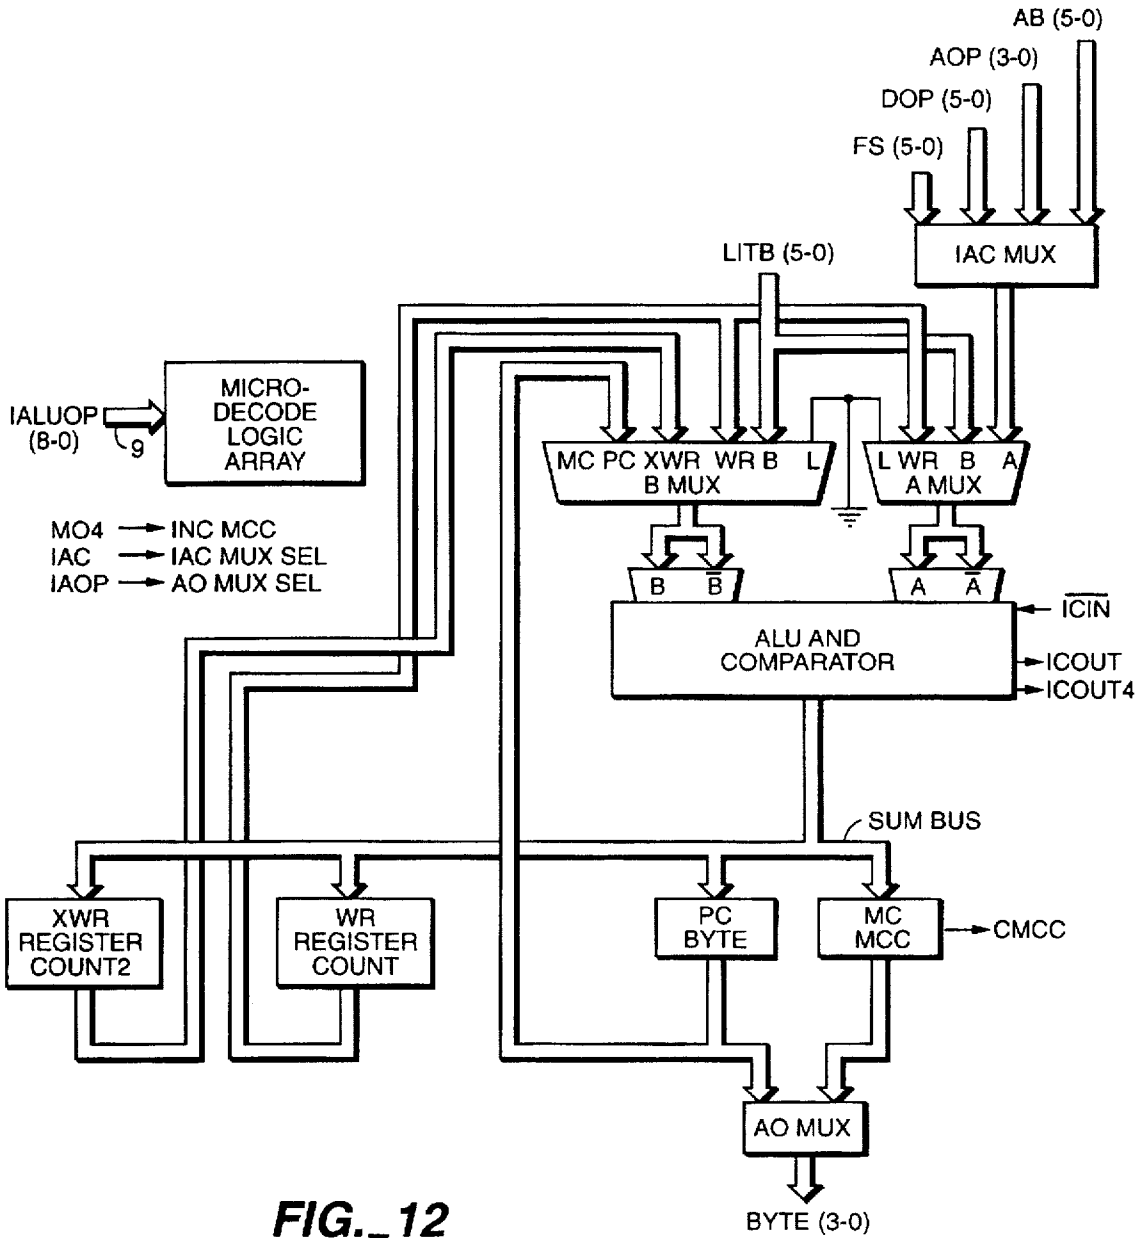 AB (5-0)
AOP (3-0)
DOP (5-0)
FS (5-0)
IAC MUX
LITB (5-0)
IALUOP
(8-0)
9
MICRO-
DECODE
LOGIC
ARRAY
MC PC XWR WR B L
B MUX
L WR B A
A MUX
MO4 → INC MCC
IAC → IAC MUX SEL
IAOP → AO MUX SEL
B B̅
A A̅
ALU AND
COMPARATOR
I̅C̅I̅N̅
ICOUT
ICOUT4
SUM BUS
XWR
REGISTER
COUNT2
WR
REGISTER
COUNT
PC
BYTE
MC
MCC
CMCC
AO MUX
BYTE (3-0)
FIG._12